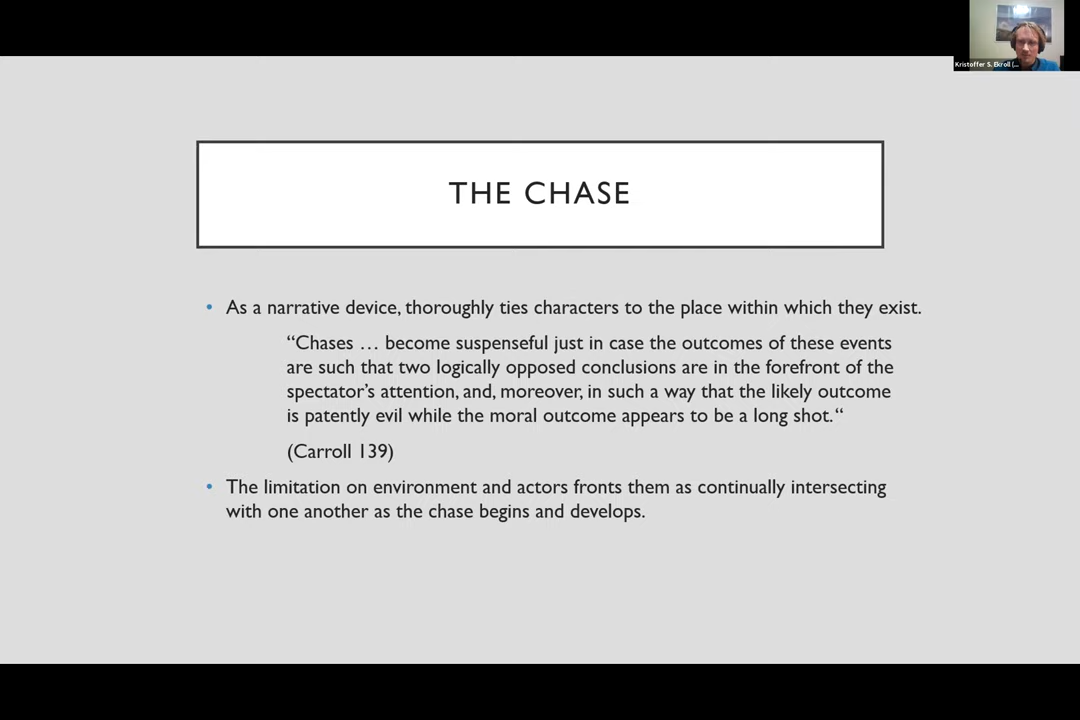 Kristoffer S. Ekroll (...
THE CHASE
• As a narrative device, thoroughly ties characters to the place within which they exist.
“Chases … become suspenseful just in case the outcomes of these events
are such that two logically opposed conclusions are in the forefront of the
spectator’s attention, and, moreover, in such a way that the likely outcome
is patently evil while the moral outcome appears to be a long shot.“
(Carroll 139)
• The limitation on environment and actors fronts them as continually intersecting
with one another as the chase begins and develops.